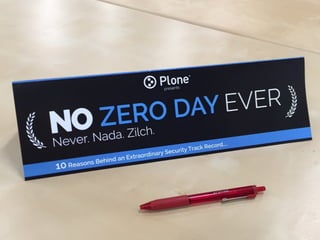 Plone®
presents
NO ZERO DAY EVER
Never. Nada. Zilch.
10 Reasons Behind an Extraordinary Security Track Record...